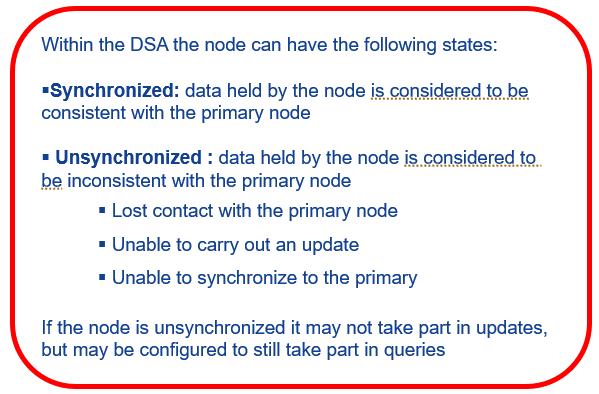 Within the DSA the node can have the following states:
▪Synchronized: data held by the node is considered to be
consistent with the primary node
▪ Unsynchronized : data held by the node is considered to
be inconsistent with the primary node
▪ Lost contact with the primary node
▪ Unable to carry out an update
▪ Unable to synchronize to the primary
If the node is unsynchronized it may not take part in updates,
but may be configured to still take part in queries